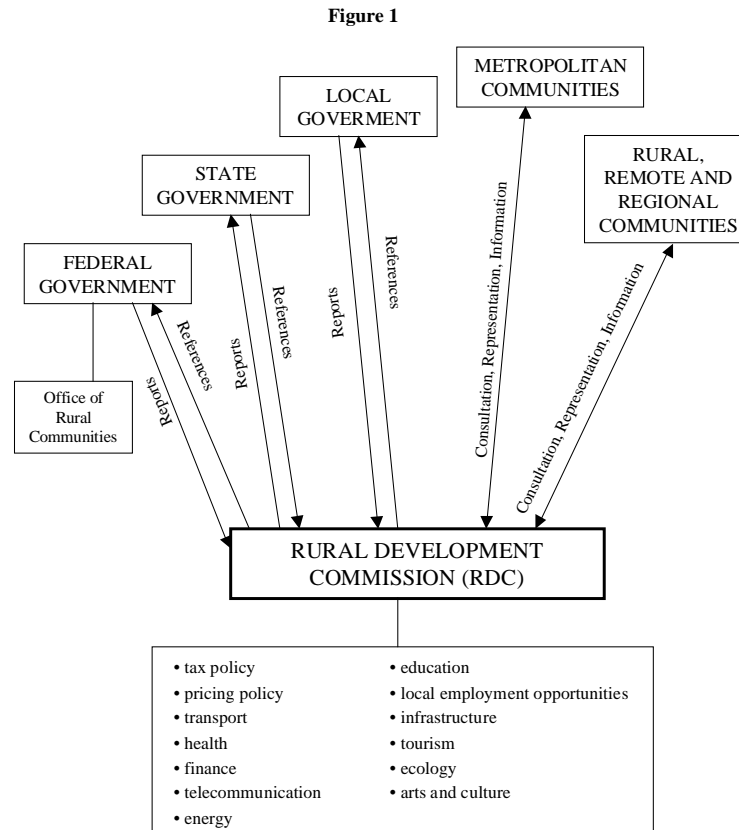 Figure 1
METROPOLITAN
COMMUNITIES
LOCAL
GOVERMENT
RURAL,
REMOTE AND
REGIONAL
COMMUNITIES
STATE
GOVERNMENT
FEDERAL
GOVERNMENT
Office of
Rural
Communities
Reports
References
Reports
References
Reports
References
Consultation, Representation, Information
Consultation, Representation, Information
RURAL DEVELOPMENT
COMMISSION (RDC)
• tax policy
• pricing policy
• transport
• health
• finance
• telecommunication
• energy
• education
• local employment opportunities
• infrastructure
• tourism
• ecology
• arts and culture